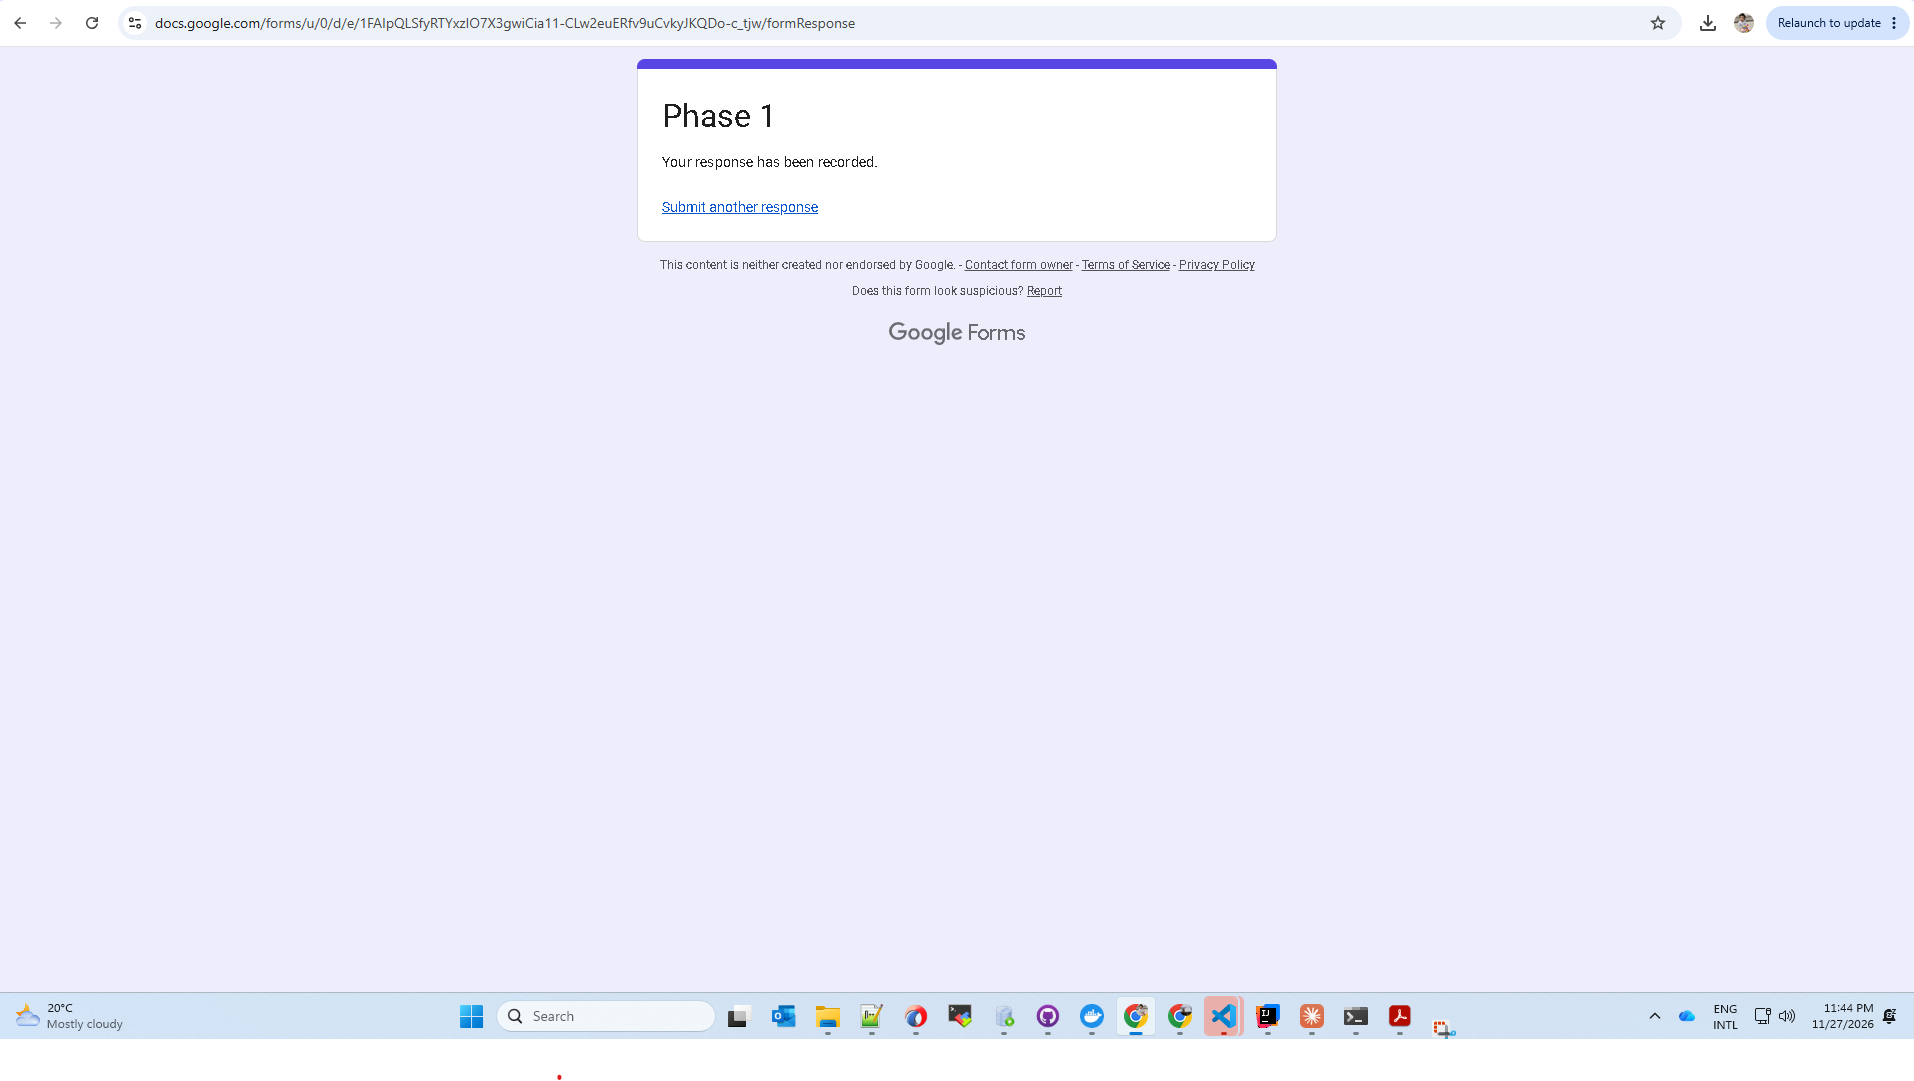 docs.google.com/forms/u/0/d/e/1FAIpQLSfyRTYxzIO7X3gwiCia11-CLw2euERfv9uCvkyJKQDo-c_tjw/formResponse
Relaunch to update
Phase 1
Your response has been recorded.
Submit another response
This content is neither created nor endorsed by Google. - Contact form owner - Terms of Service - Privacy Policy
Does this form look suspicious? Report
Google Forms
20°C
Mostly cloudy
Search
ENG
INTL
11:44 PM
11/27/2026